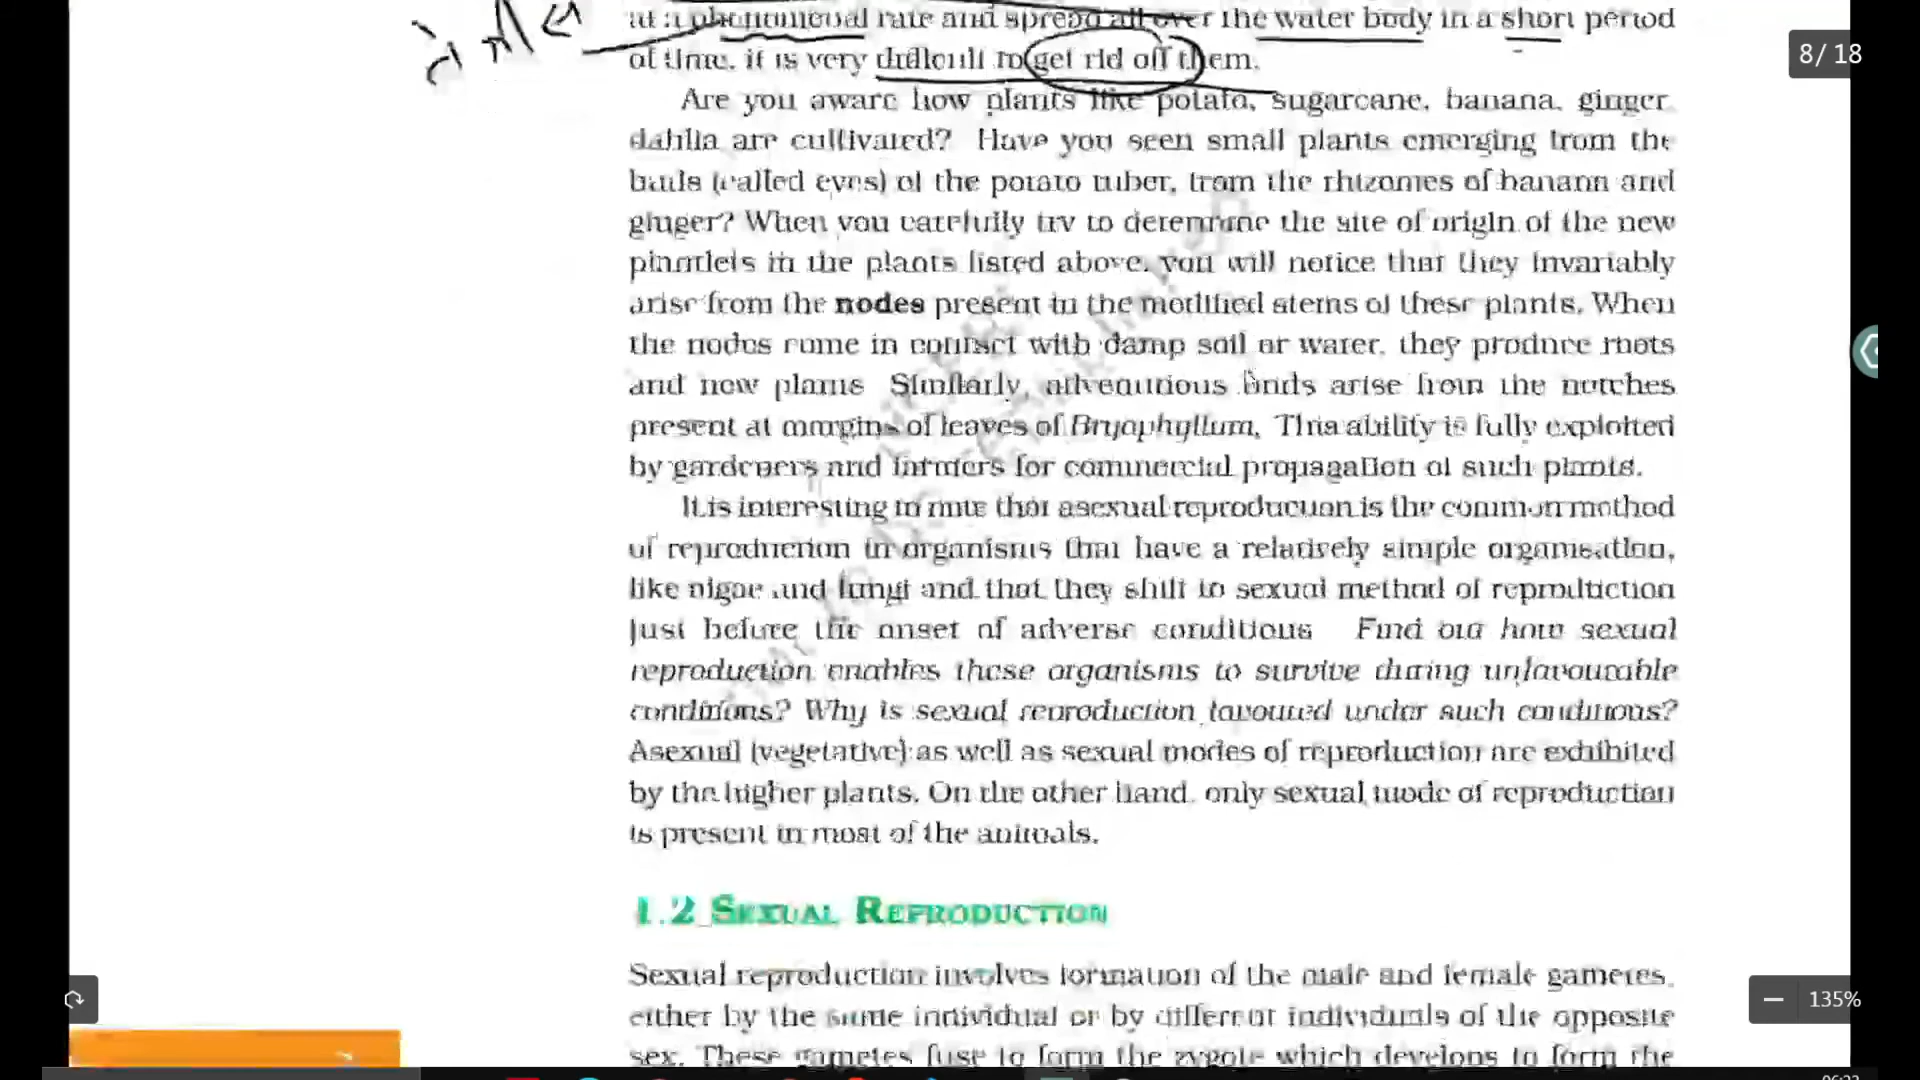 at a phenomenal rate and spread all over the water body in a short period
of time, it is very difficult to get rid off them.
8 / 18
Are you aware how plants like potato, sugarcane, banana, ginger,
dahlia are cultivated? Have you seen small plants emerging from the
buds (called eyes) of the potato tuber, from the rhizomes of banana and
ginger? When you carefully try to determine the site of origin of the new
plantlets in the plants listed above, you will notice that they invariably
arise from the nodes present in the modified stems of these plants. When
the nodes come in contact with damp soil or water, they produce roots
and new plants Similarly, adventitious buds arise from the notches
present at margins of leaves of Bryophyllum. This ability is fully exploited
by gardeners and farmers for commercial propagation of such plants.
It is interesting to note that asexual reproduction is the common method
of reproduction in organisms that have a relatively simple organisation,
like algae and fungi and that they shift to sexual method of reproduction
just before the onset of adverse conditions Find out how sexual
reproduction enables these organisms to survive during unfavourable
conditions? Why is sexual reproduction favoured under such conditions?
Asexual (vegetative) as well as sexual modes of reproduction are exhibited
by the higher plants. On the other hand, only sexual mode of reproduction
is present in most of the animals.
1.2 SEXUAL REPRODUCTION
Sexual reproduction involves formation of the male and female gametes,
either by the same individual or by different individuals of the opposite
sex. These gametes fuse to form the zygote which develops to form the
135%